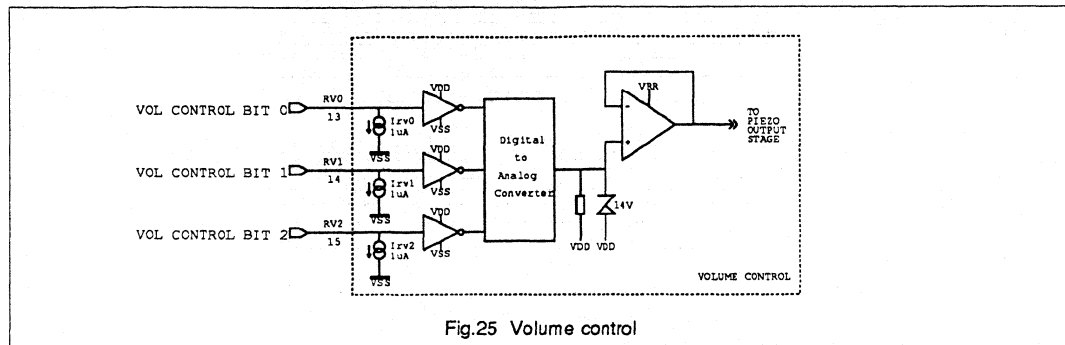 VOL CONTROL BIT 0
RV0
13
Irv0
1uA
VSS
VDD
VSS
VOL CONTROL BIT 1
RV1
14
Irv1
1uA
VSS
VDD
VSS
VOL CONTROL BIT 2
RV2
15
Irv2
1uA
VSS
VDD
VSS
Digital
to
Analog
Converter
VDD
14V
VDD
-
+
VRR
TO
PIEZO
OUTPUT
STAGE
VOLUME CONTROL
Fig.25 Volume control